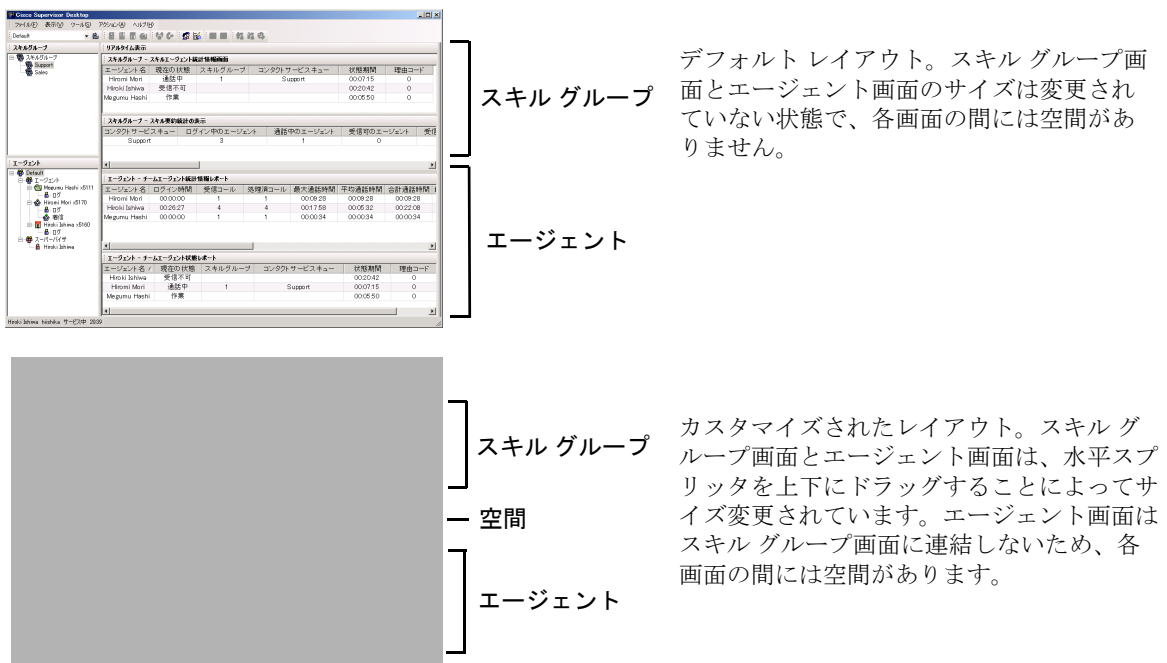 Cisco Supervisor Desktop
ファイル(F) 表示(V) ツール(S) アクション(A) ヘルプ(H)
Default
スキルグループ
スキルグループ
Support
Sales
リアルタイム表示
スキルグループ - スキルエージェント統計情報画面
エージェント名 現在の状態 スキルグループ コンタクトサービスキュー 状態期間 理由コード
Hiromi Mori 通話中 1 Support 00:07:15 0
Hiroki Ishiwa 受信不可 00:20:42 0
Megumu Hashi 作業 00:05:50 0
スキルグループ - スキル要約統計の表示
コンタクトサービスキュー ログイン中のエージェント 通話中のエージェント 受信可のエージェント 受信
Support 3 1 0
エージェント
Default
エージェント
Megumu Hashi x5111
ログ
Hiromi Mori x5170
ログ
着信
Hiroki Ishiwa x5160
ログ
スーパーバイザ
Hiroki Ishiwa
エージェント - チームエージェント統計情報レポート
エージェント名 ログイン時間 受信コール 処理済コール 最大通話時間 平均通話時間 合計通話時間
Hiromi Mori 00:00:00 1 1 00:09:28 00:09:28 00:09:28
Hiroki Ishiwa 00:26:27 4 4 00:17:58 00:05:32 00:22:08
Megumu Hashi 00:00:00 1 1 00:00:34 00:00:34 00:00:34
エージェント - チームエージェント状態レポート
エージェント名 / 現在の状態 スキルグループ コンタクトサービスキュー 状態期間 理由コード
Hiroki Ishiwa 受信不可 00:20:42 0
Hiromi Mori 通話中 1 Support 00:07:15 0
Megumu Hashi 作業 00:05:50 0
Hiroki Ishiwa サービス中
スキル グループ
エージェント
デフォルト レイアウト。スキル グループ画
面とエージェント画面のサイズは変更され
ていない状態で、各画面の間には空間があ
りません。
スキル グループ
空間
エージェント
カスタマイズされたレイアウト。スキル グ
ループ画面とエージェント画面は、水平スプ
リッタを上下にドラッグすることによってサ
イズ変更されています。エージェント画面は
スキル グループ画面に連結しないため、各
画面の間には空間があります。